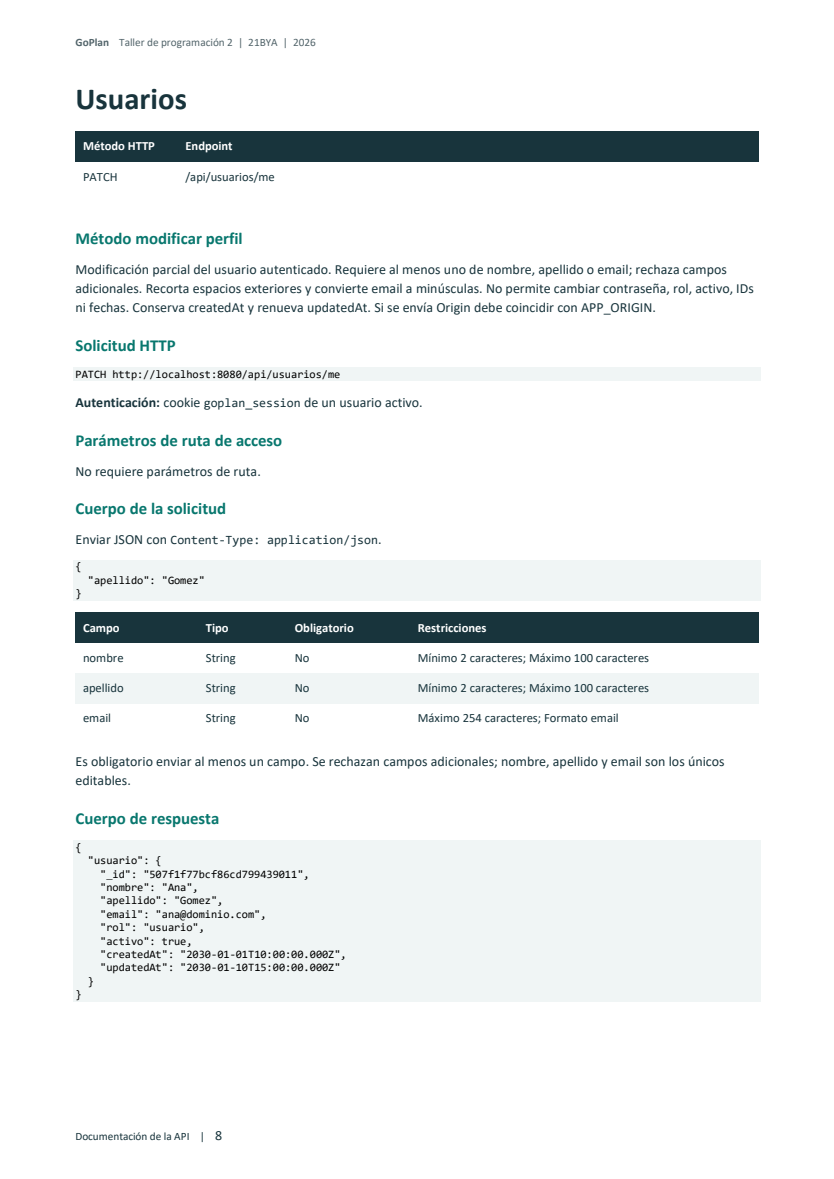 GoPlan Taller de programación 2 | 21BYA | 2026
Usuarios
Método HTTP Endpoint
PATCH /api/usuarios/me
Método modificar perfil
Modificación parcial del usuario autenticado. Requiere al menos uno de nombre, apellido o email; rechaza campos
adicionales. Recorta espacios exteriores y convierte email a minúsculas. No permite cambiar contraseña, rol, activo, IDs
ni fechas. Conserva createdAt y renueva updatedAt. Si se envía Origin debe coincidir con APP_ORIGIN.
Solicitud HTTP
PATCH http://localhost:8080/api/usuarios/me
Autenticación: cookie goplan_session de un usuario activo.
Parámetros de ruta de acceso
No requiere parámetros de ruta.
Cuerpo de la solicitud
Enviar JSON con Content-Type: application/json.
{
  "apellido": "Gomez"
}
Campo Tipo Obligatorio Restricciones
nombre String No Mínimo 2 caracteres; Máximo 100 caracteres
apellido String No Mínimo 2 caracteres; Máximo 100 caracteres
email String No Máximo 254 caracteres; Formato email
Es obligatorio enviar al menos un campo. Se rechazan campos adicionales; nombre, apellido y email son los únicos
editables.
Cuerpo de respuesta
{
  "usuario": {
    "_id": "507f1f77bcf86cd799439011",
    "nombre": "Ana",
    "apellido": "Gomez",
    "email": "ana@dominio.com",
    "rol": "usuario",
    "activo": true,
    "createdAt": "2030-01-01T10:00:00.000Z",
    "updatedAt": "2030-01-10T15:00:00.000Z"
  }
}
Documentación de la API | 8